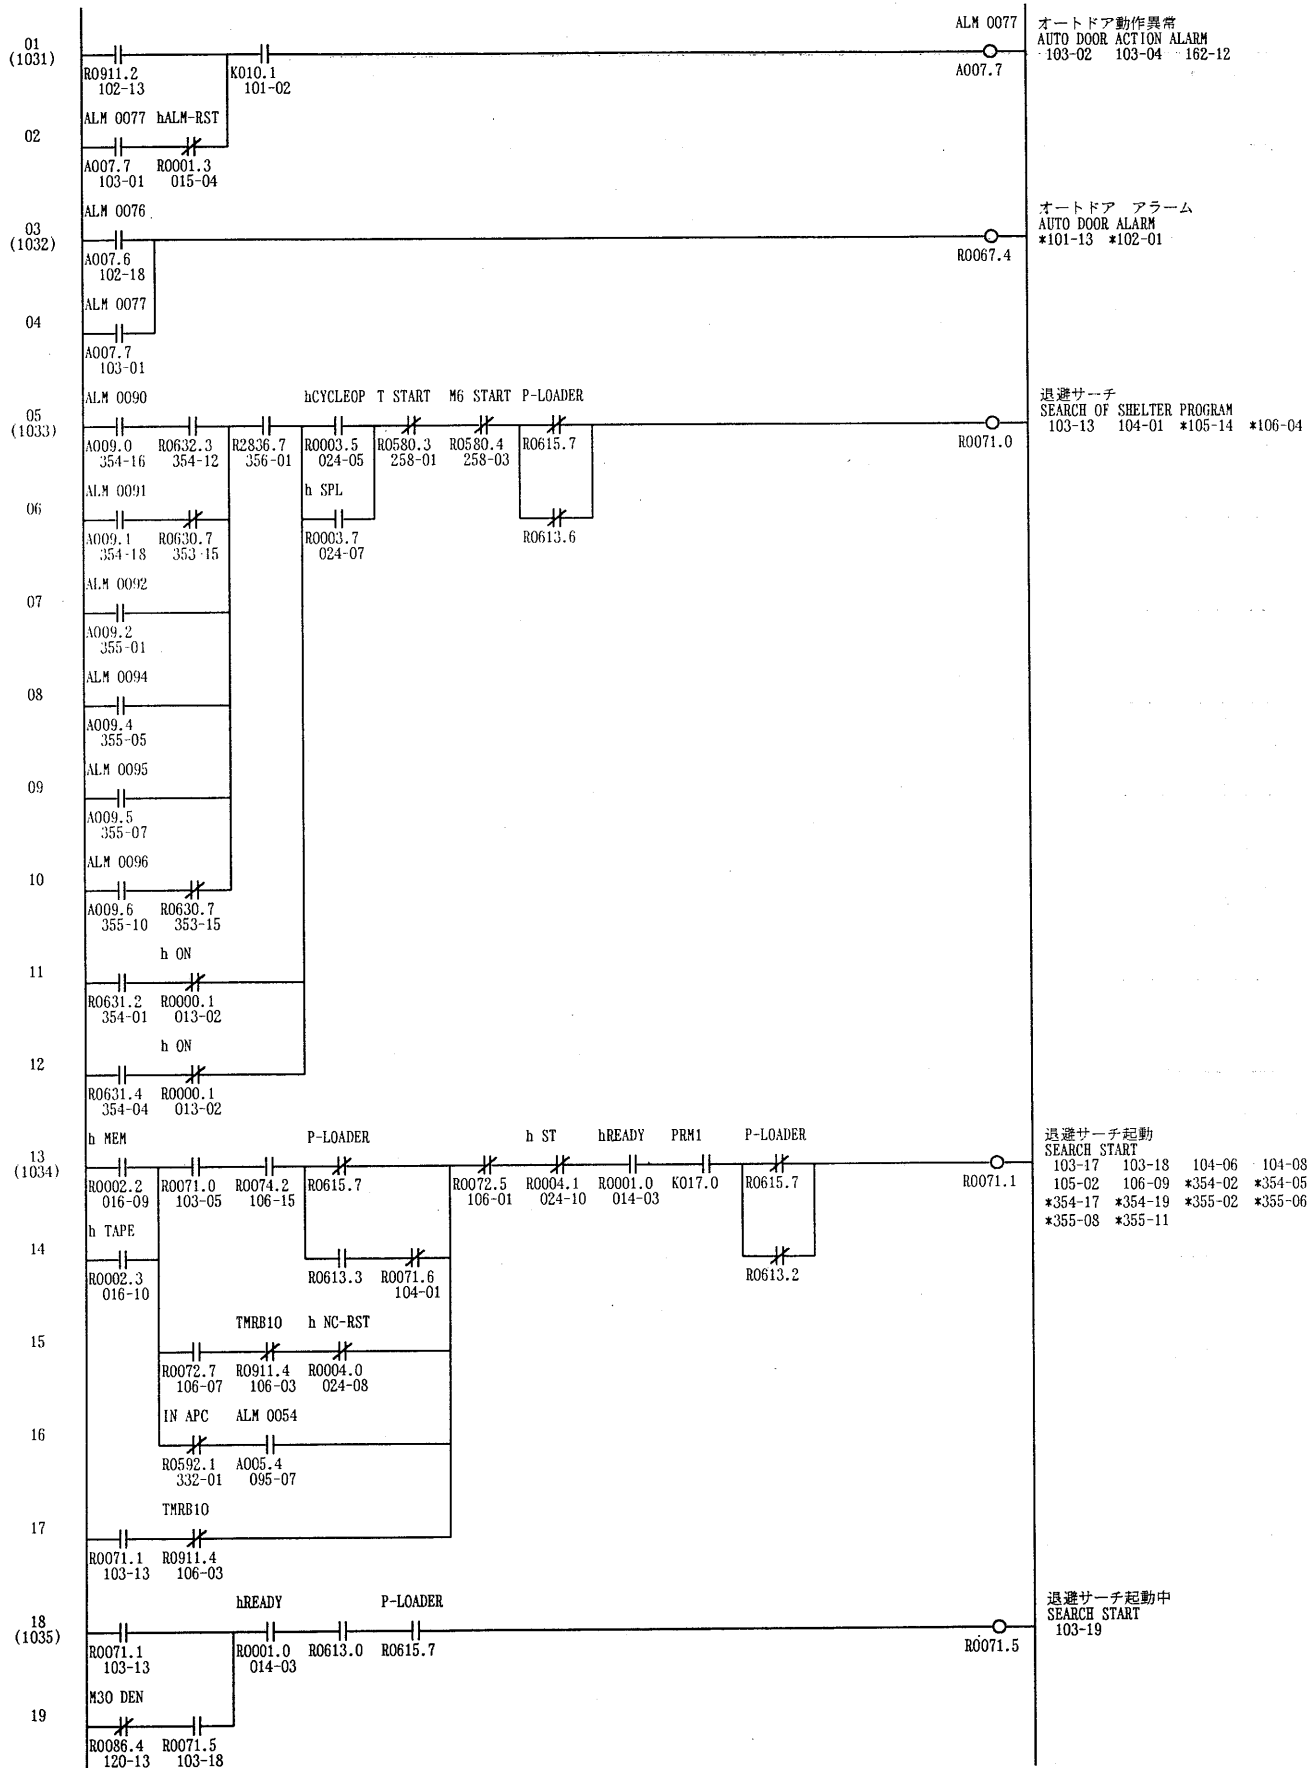 ALM 0077 オートドア動作異常
01 AUTO DOOR ACTION ALARM
(1031) 103-02 103-04 162-12
R0911.2 K010.1 A007.7
102-13 101-02
ALM 0077 hALM-RST
02
A007.7 R0001.3
103-01 015-04
ALM 0076 オートドア アラーム
03 AUTO DOOR ALARM
(1032) *101-13 *102-01
A007.6 R0067.4
102-18
ALM 0077
04
A007.7
103-01
ALM 0090 hCYCLEOP T START M6 START P-LOADER 退避サーチ
05 SEARCH OF SHELTER PROGRAM
(1033) 103-13 104-01 *105-14 *106-04
A009.0 R0632.3 R2836.7 R0003.5 R0580.3 R0580.4 R0615.7 R0071.0
354-16 354-12 356-01 024-05 258-01 258-03
ALM 0091 h SPL
06
A009.1 R0630.7 R0003.7 R0613.6
354-18 353-15 024-07
ALM 0092
07
A009.2
355-01
ALM 0094
08
A009.4
355-05
ALM 0095
09
A009.5
355-07
ALM 0096
10
A009.6 R0630.7
355-10 353-15
h ON
11
R0631.2 R0000.1
354-01 013-02
h ON
12
R0631.4 R0000.1
354-04 013-02
h MEM P-LOADER h ST hREADY PRM1 P-LOADER 退避サーチ起動
13 SEARCH START
(1034) 103-17 103-18 104-06 104-08
R0002.2 R0071.0 R0074.2 R0615.7 R0072.5 R0004.1 R0001.0 K017.0 R0615.7 R0071.1 105-02 106-09 *354-02 *354-05
016-09 103-05 106-15 106-01 024-10 014-03 *354-17 *354-19 *355-02 *355-06
*355-08 *355-11
h TAPE
14
R0002.3 R0613.3 R0071.6 R0613.2
016-10 104-01
TMRB10 h NC-RST
15
R0072.7 R0911.4 R0004.0
106-07 106-03 024-08
IN APC ALM 0054
16
R0592.1 A005.4
332-01 095-07
TMRB10
17
R0071.1 R0911.4
103-13 106-03
hREADY P-LOADER 退避サーチ起動中
18 SEARCH START
(1035) 103-19
R0071.1 R0001.0 R0613.0 R0615.7 R0071.5
103-13 014-03
M30 DEN
19
R0086.4 R0071.5
120-13 103-18